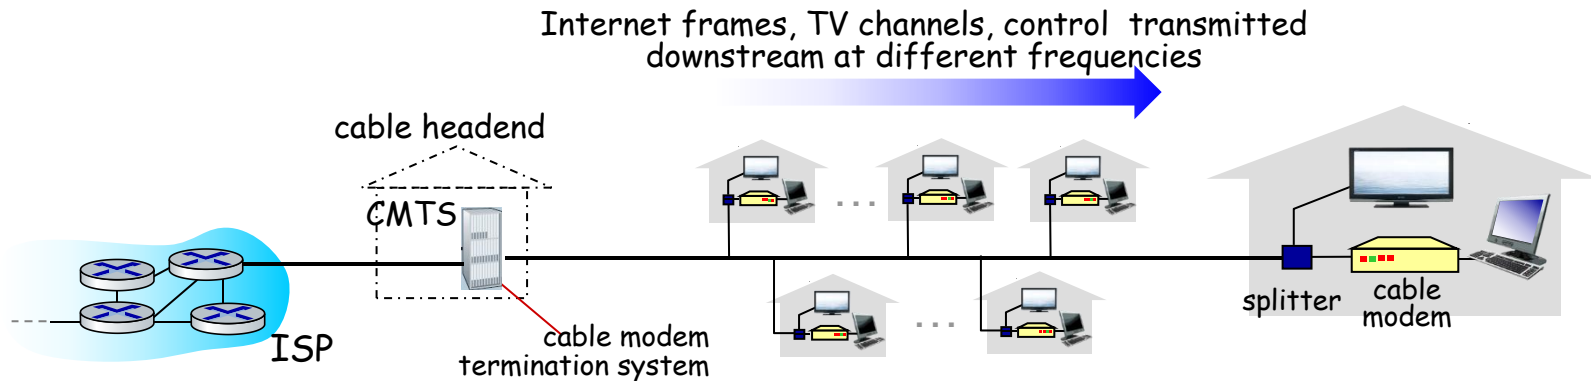 Internet frames, TV channels, control transmitted
downstream at different frequencies
cable headend
CMTS
ISP
cable modem
termination system
splitter
cable
modem